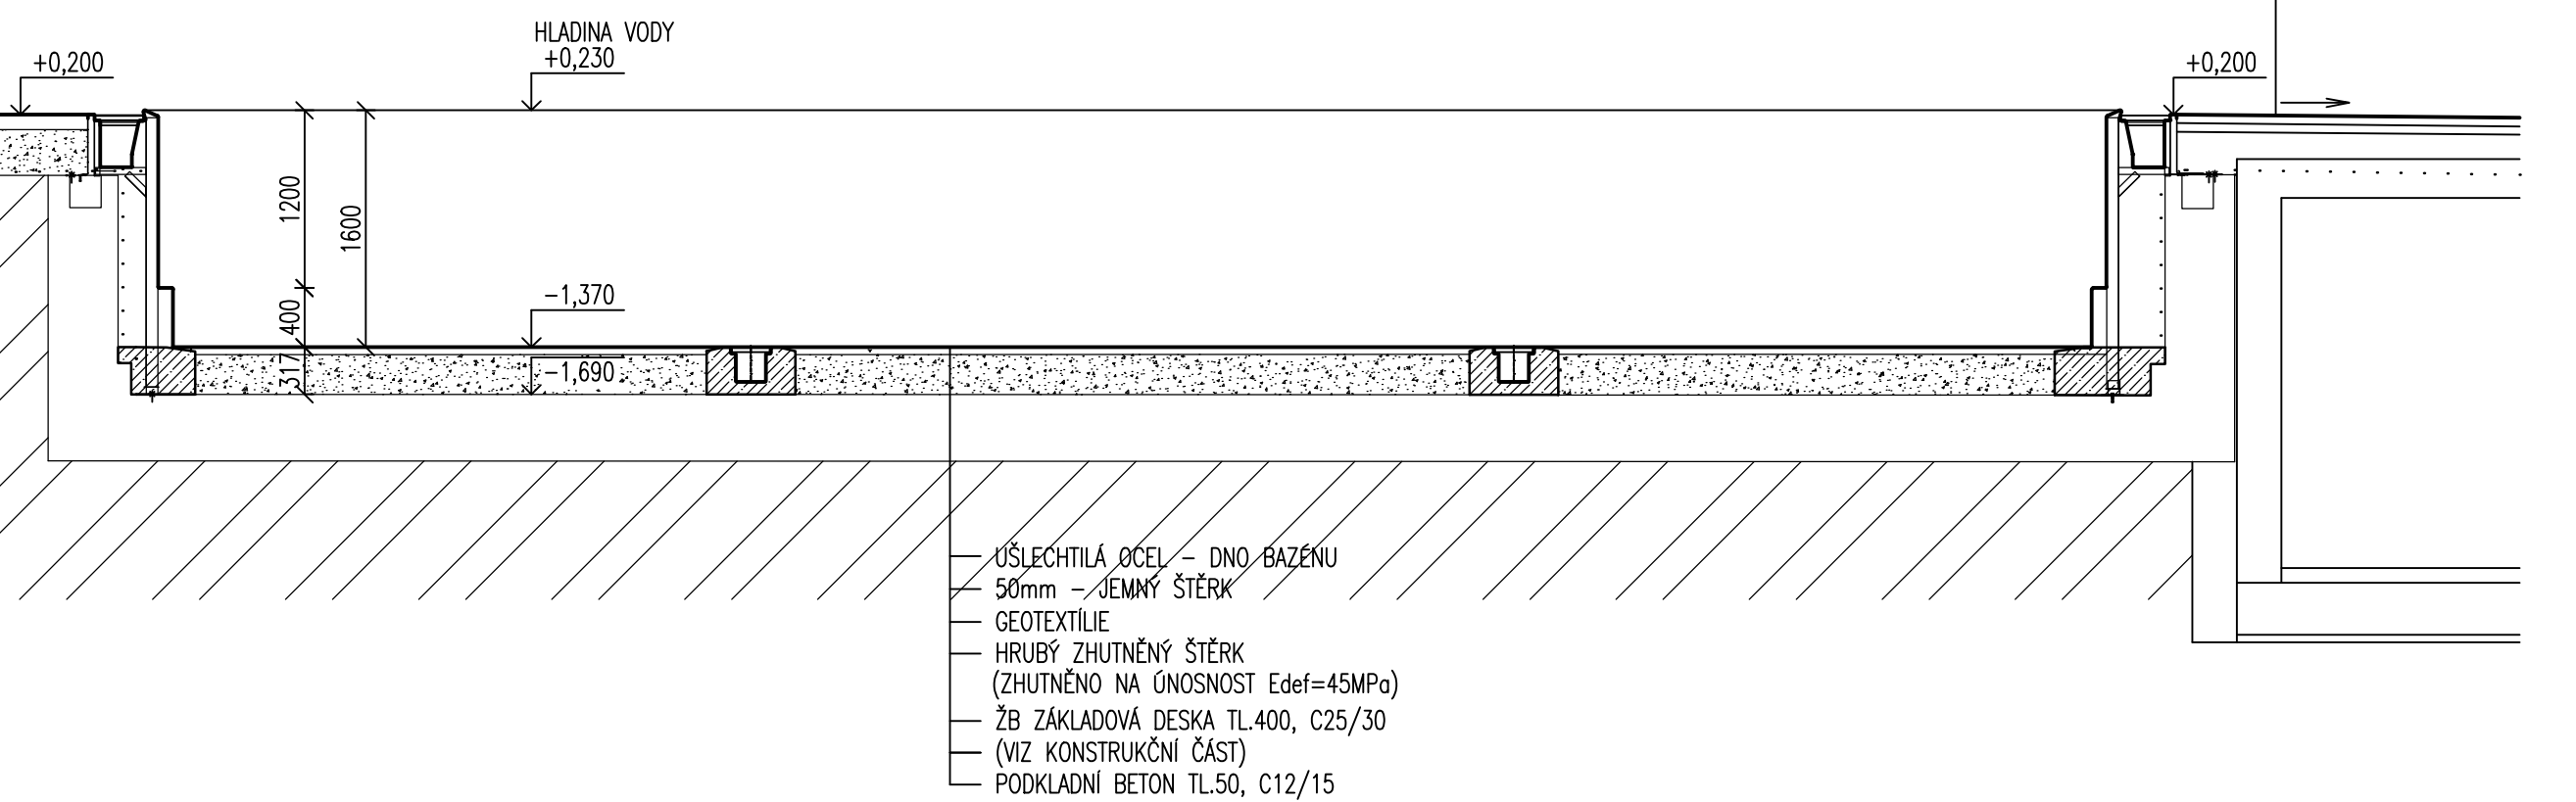 HLADINA VODY
+0,230
+0,200
+0,200
1200
1600
400
317
-1,370
-1,690
UŠLECHTILÁ OCEL – DNO BAZÉNU
50mm – JEMNÝ ŠTĚRK
GEOTEXTÍLIE
HRUBÝ ZHUTNĚNÝ ŠTĚRK
(ZHUTNĚNO NA ÚNOSNOST Edef=45MPa)
ŽB ZÁKLADOVÁ DESKA TL.400, C25/30
(VIZ KONSTRUKČNÍ ČÁST)
PODKLADNÍ BETON TL.50, C12/15